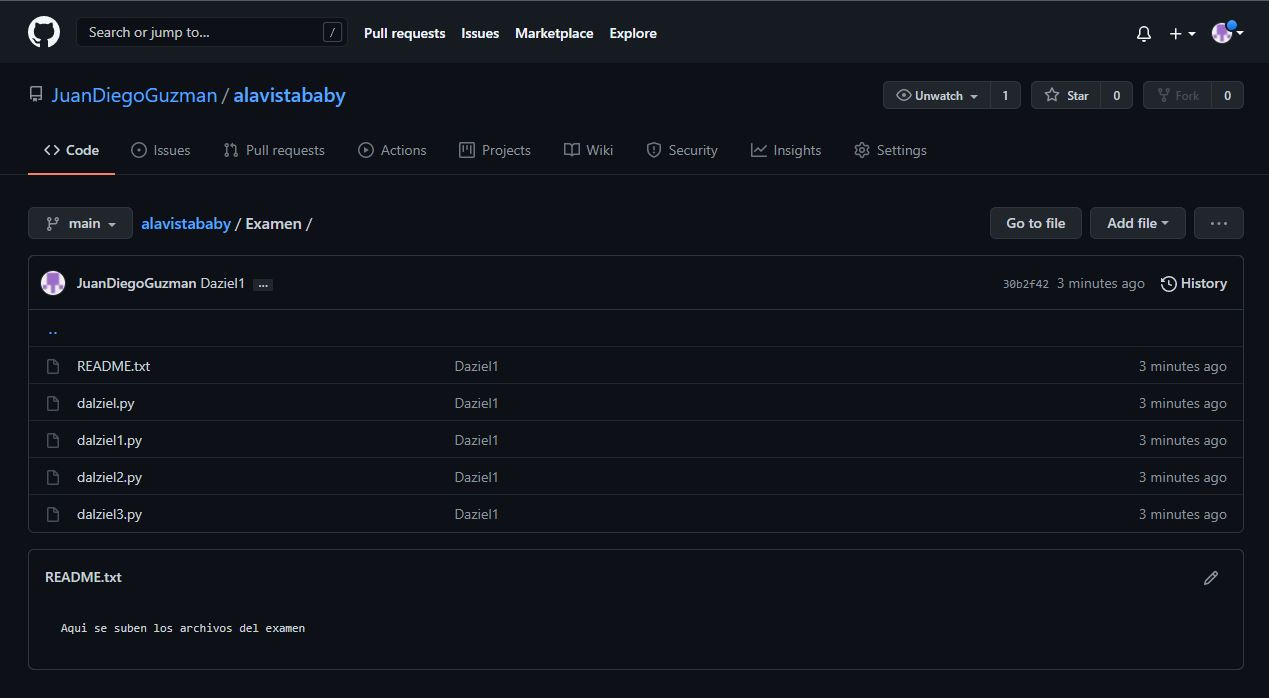 Search or jump to... /
Pull requests Issues Marketplace Explore
JuanDiegoGuzman / alavistababy
Unwatch 1 Star 0 Fork 0
Code Issues Pull requests Actions Projects Wiki Security Insights Settings
main alavistababy / Examen / Go to file Add file ...
JuanDiegoGuzman Daziel1 ... 30b2f42 3 minutes ago History
..
README.txt Daziel1 3 minutes ago
dalziel.py Daziel1 3 minutes ago
dalziel1.py Daziel1 3 minutes ago
dalziel2.py Daziel1 3 minutes ago
dalziel3.py Daziel1 3 minutes ago
README.txt
Aqui se suben los archivos del examen